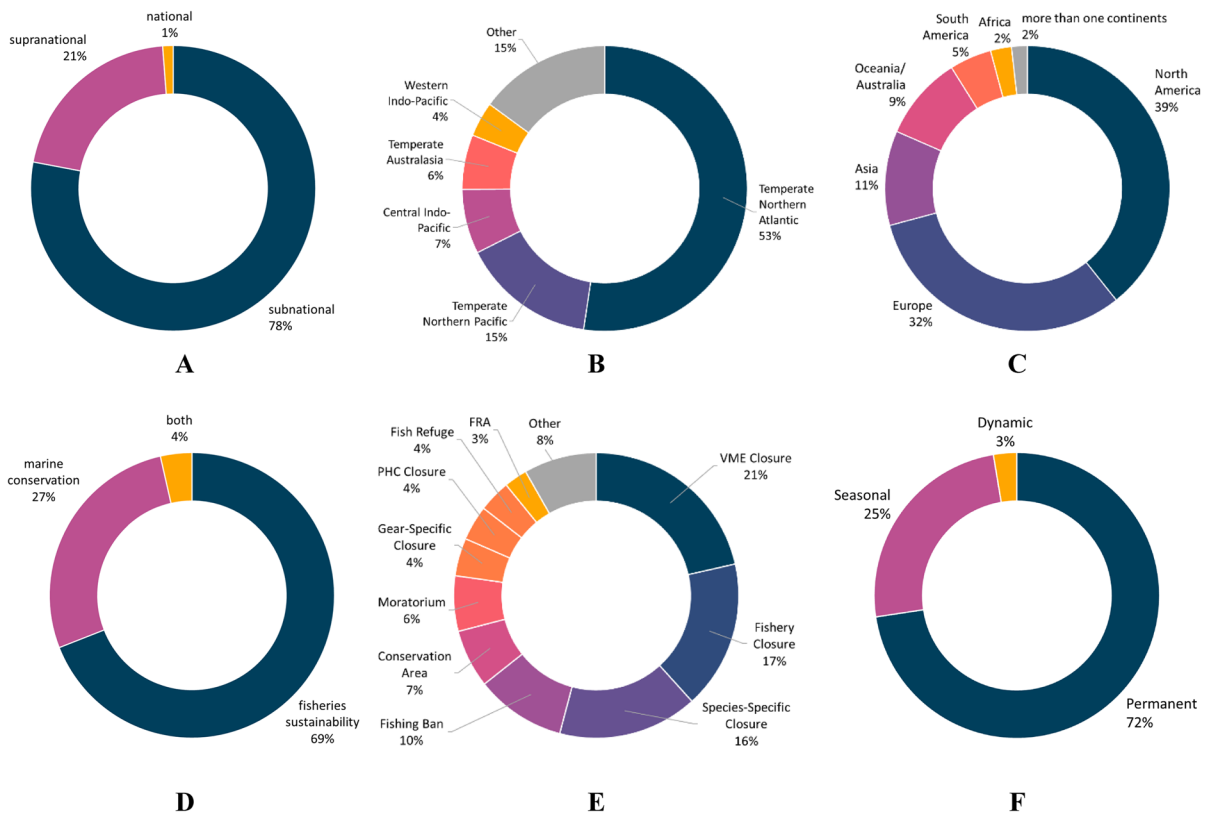 national
1%
supranational
21%
subnational
78%
A
Other
15%
Western
Indo-Pacific
4%
Temperate
Australasia
6%
Central Indo-
Pacific
7%
Temperate
Northern Pacific
15%
Temperate
Northern
Atlantic
53%
B
South
America
5%
Africa
2%
more than one continents
2%
Oceania/
Australia
9%
North
America
39%
Asia
11%
Europe
32%
C
both
4%
marine
conservation
27%
fisheries
sustainability
69%
D
FRA
3%
Other
8%
Fish Refuge
4%
PHC Closure
4%
Gear-Specific
Closure
4%
Moratorium
6%
Conservation
Area
7%
Fishing Ban
10%
VME Closure
21%
Fishery
Closure
17%
Species-Specific
Closure
16%
E
Dynamic
3%
Seasonal
25%
Permanent
72%
F